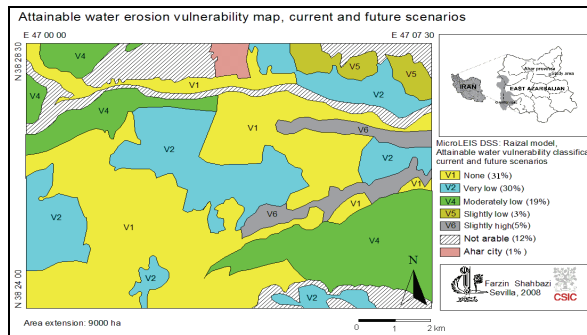 Attainable water erosion vulnerability map, current and future scenarios
E 47 00 00
E 47 07 30
N 38 28 30
N 38 24 00
V4
V5
V5
V1
V2
V4
V4
V1
V6
V2
V2
V2
V1
V6
V1
V1
V4
V2
V2
N
Ahar province
IRAN
EAST AZARBAIJAN
MicroLEIS DSS: Raizal model,
Attainable water vulnerability classifica
current and future scenarios
V1 None (31%)
V2 Very low (30%)
V4 Moderately low (19%)
V5 Slightly low (3%)
V6 Slightly high(5%)
Not arable (12%)
Ahar city (1%)
Farzin Shahbazi
Sevilla, 2008
CSIC
Area extension: 9000 ha
0 1 2 km